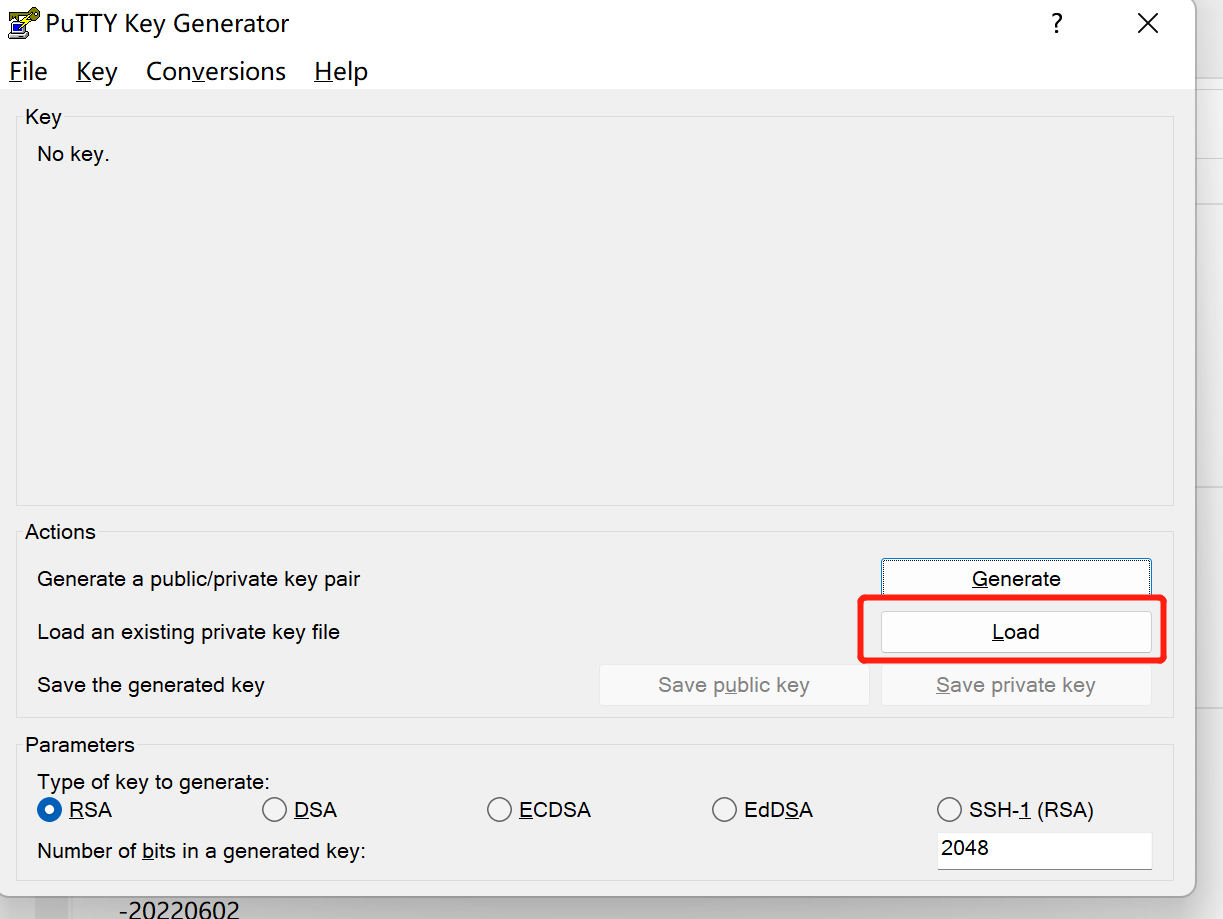 PuTTY Key Generator ?
File Key Conversions Help
Key
No key.
Actions
Generate a public/private key pair Generate
Load an existing private key file Load
Save the generated key Save public key Save private key
Parameters
Type of key to generate:
RSA DSA ECDSA EdDSA SSH-1 (RSA)
Number of bits in a generated key: 2048
-20220602